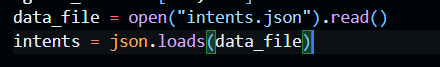 data_file = open("intents.json").read()
intents = json.loads(data_file)